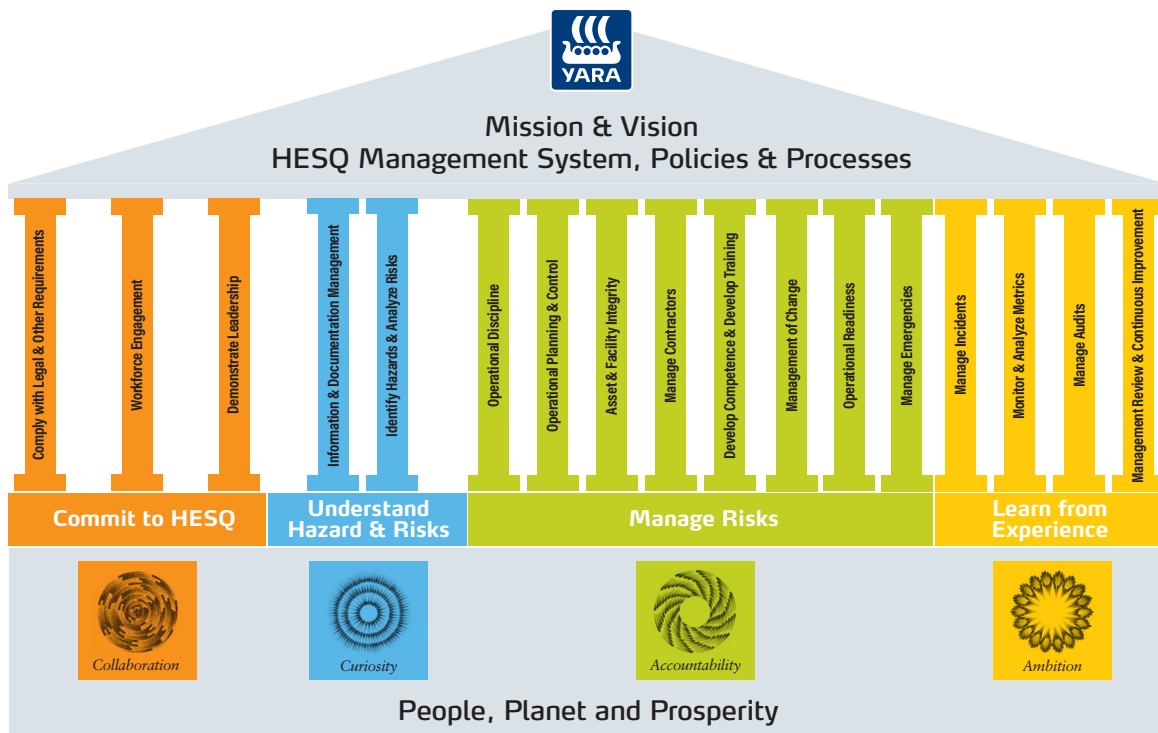 YARA
Mission & Vision
HESQ Management System, Policies & Processes
Comply with Legal & Other Requirements
Workforce Engagement
Demonstrate Leadership
Information & Documentation Management
Identify Hazards & Analyze Risks
Operational Discipline
Operational Planning & Control
Asset & Facility Integrity
Manage Contractors
Develop Competence & Develop Training
Management of Change
Operational Readiness
Manage Emergencies
Manage Incidents
Monitor & Analyze Metrics
Manage Audits
Management Review & Continuous Improvement
Commit to HESQ
Understand
Hazard & Risks
Manage Risks
Learn from
Experience
Collaboration
Curiosity
Accountability
Ambition
People, Planet and Prosperity